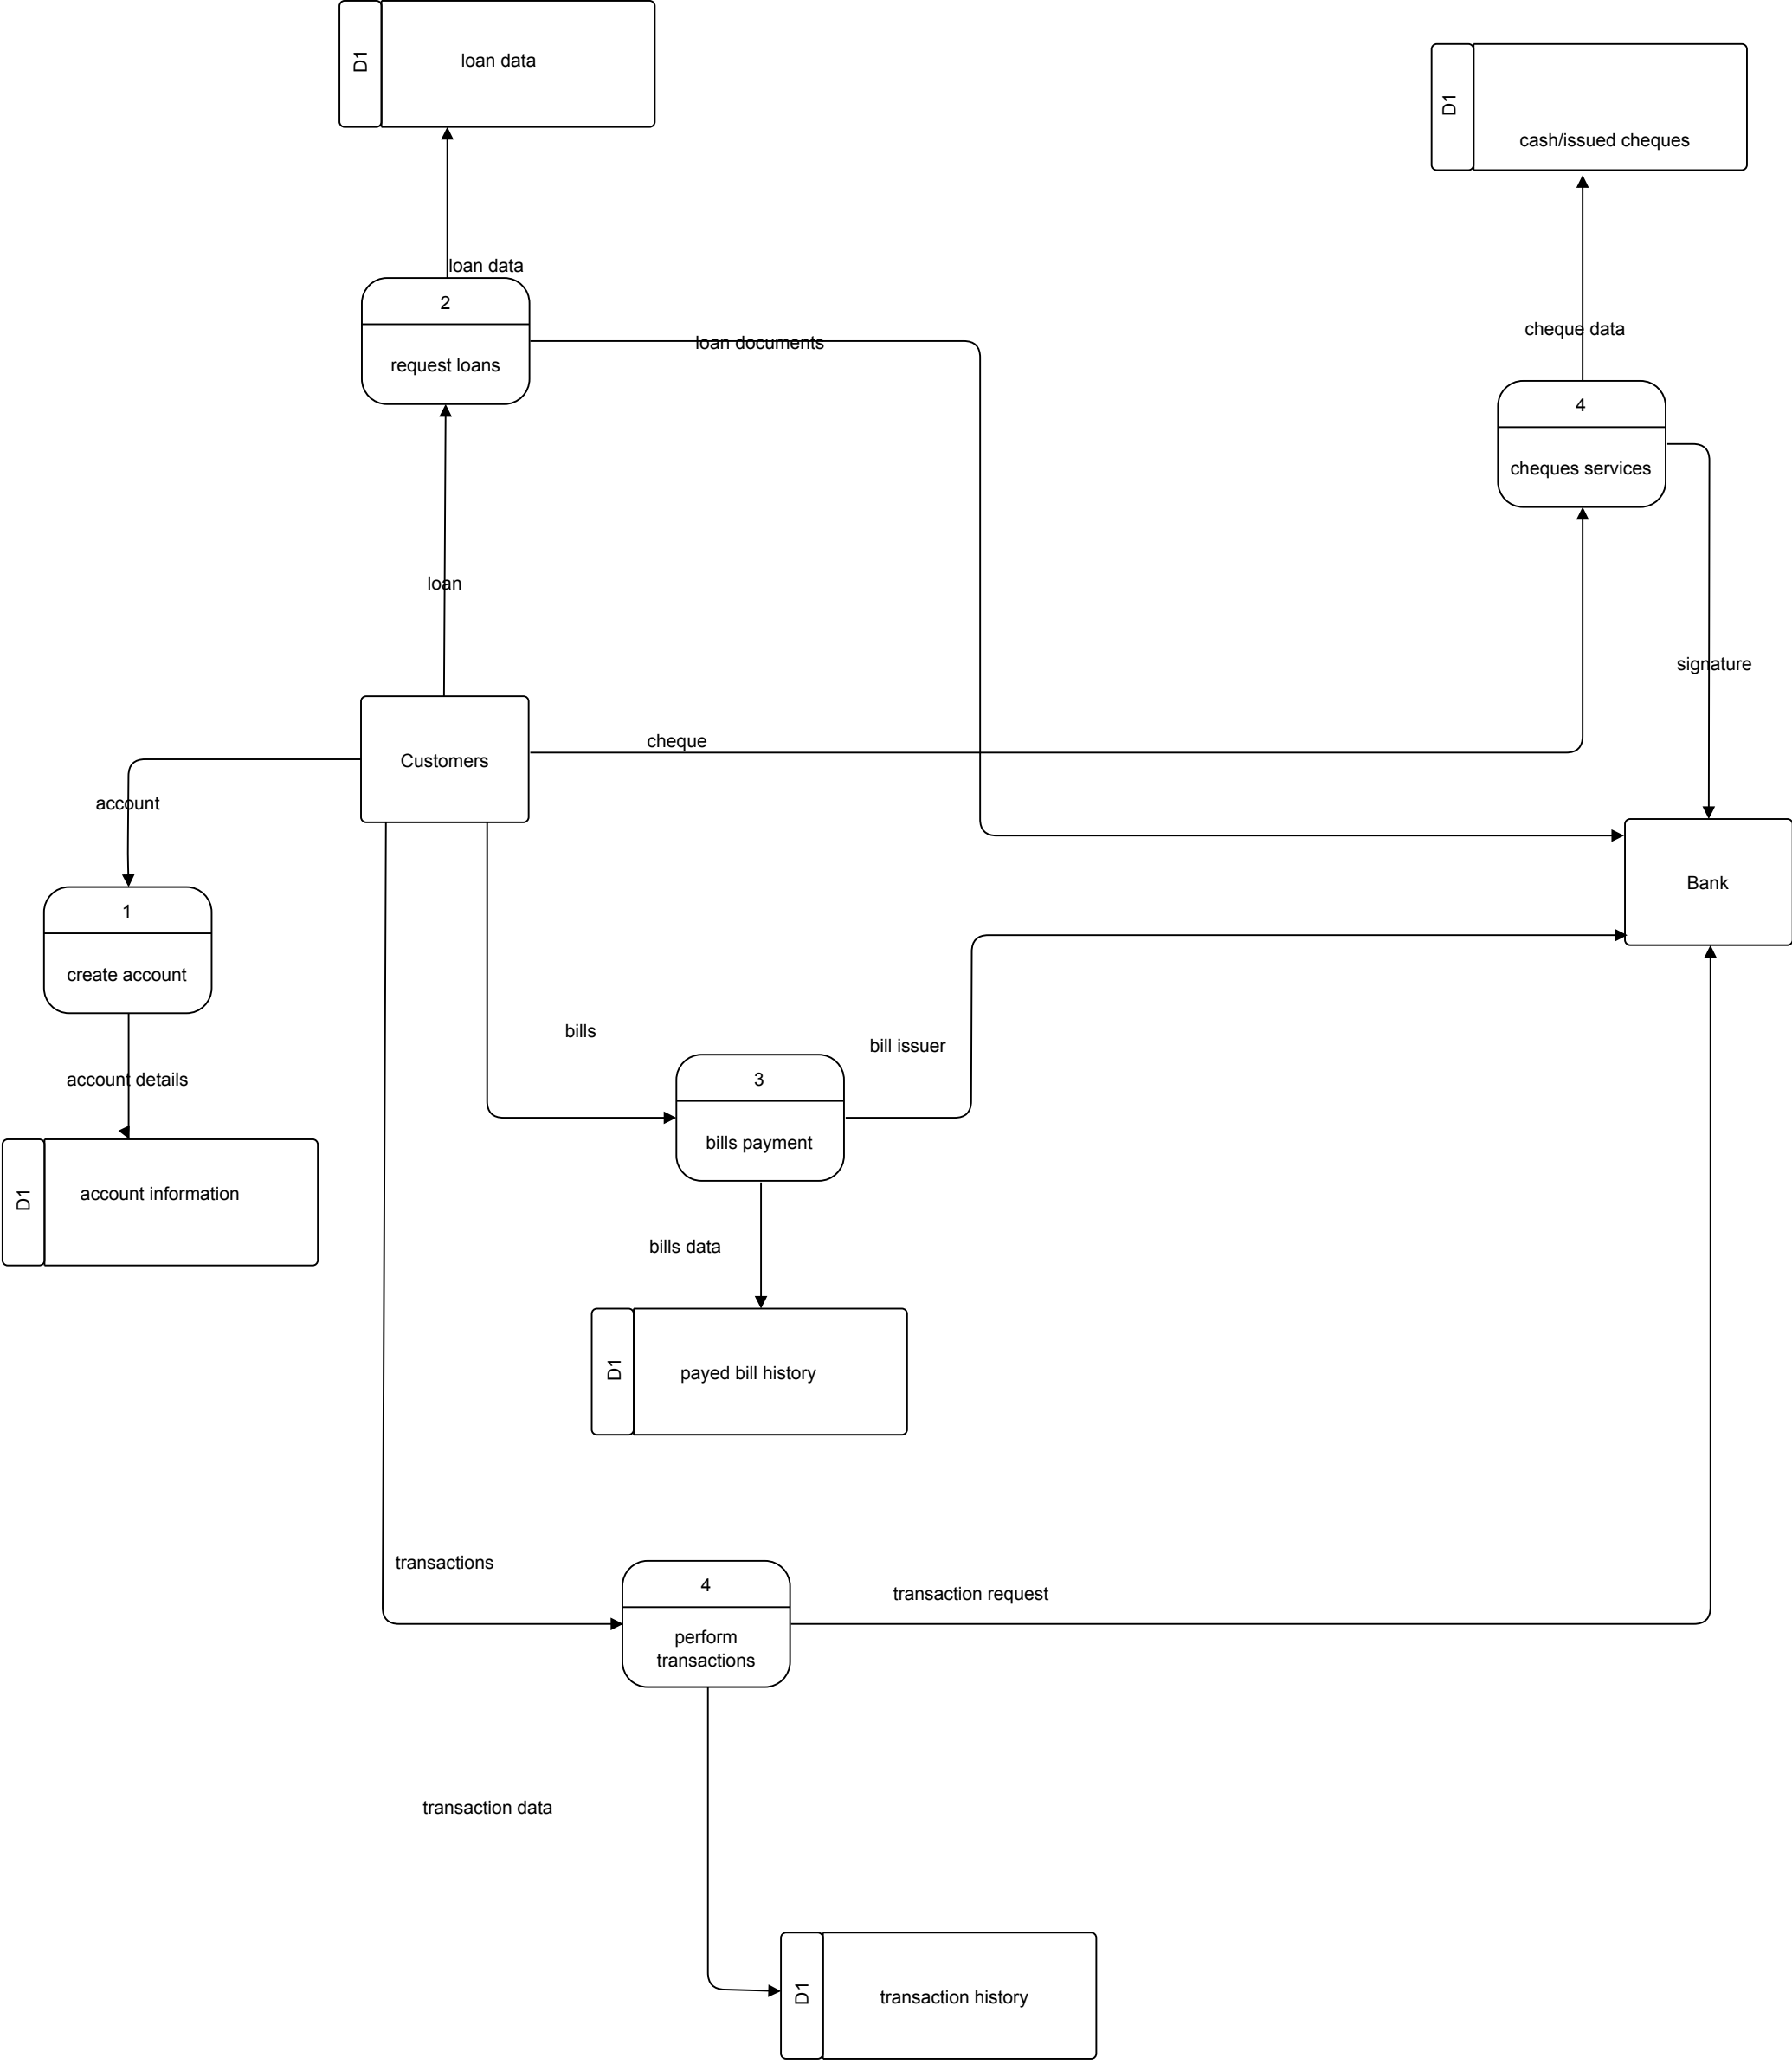 D1
loan data
D1
cash/issued cheques
loan data
2
request loans
loan documents
cheque data
4
cheques services
loan
signature
Customers
cheque
account
Bank
1
create account
bills
bill issuer
account details
3
bills payment
D1
account information
bills data
D1
payed bill history
transactions
4
perform
transactions
transaction request
transaction data
D1
transaction history